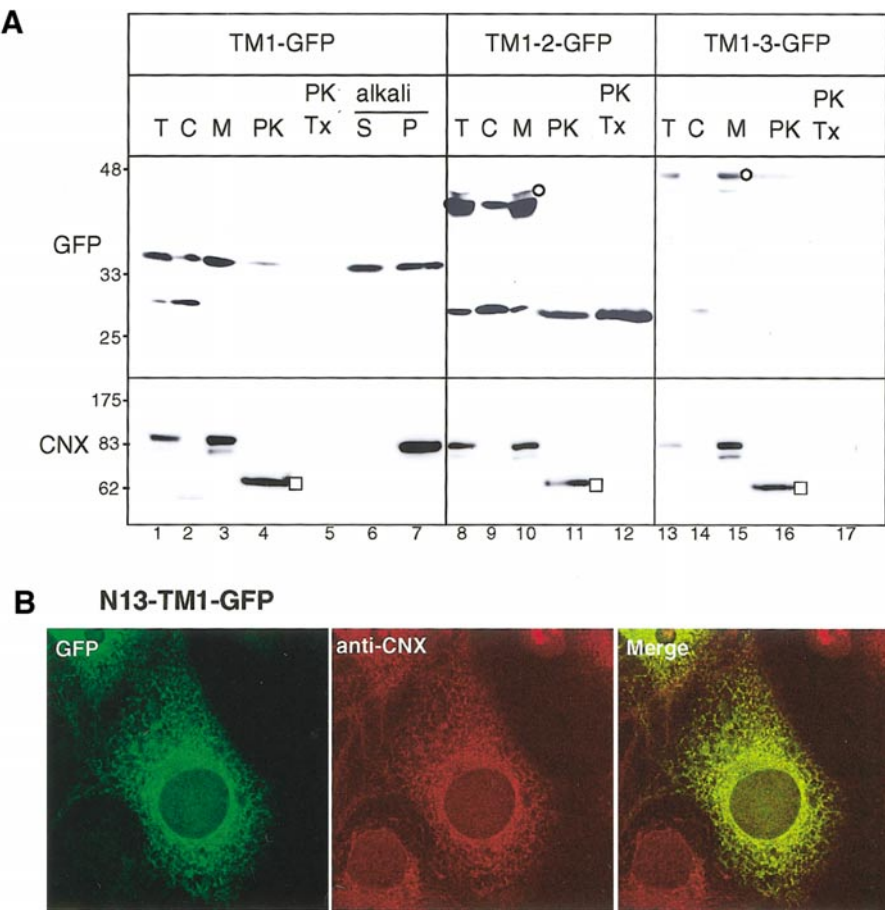 A
TM1-GFP TM1-2-GFP TM1-3-GFP
PK alkali PK PK
T C M PK Tx S P T C M PK Tx T C M PK Tx
48
GFP
33
25
175
CNX 83
62
1 2 3 4 5 6 7 8 9 10 11 12 13 14 15 16 17
B N13-TM1-GFP
GFP anti-CNX Merge